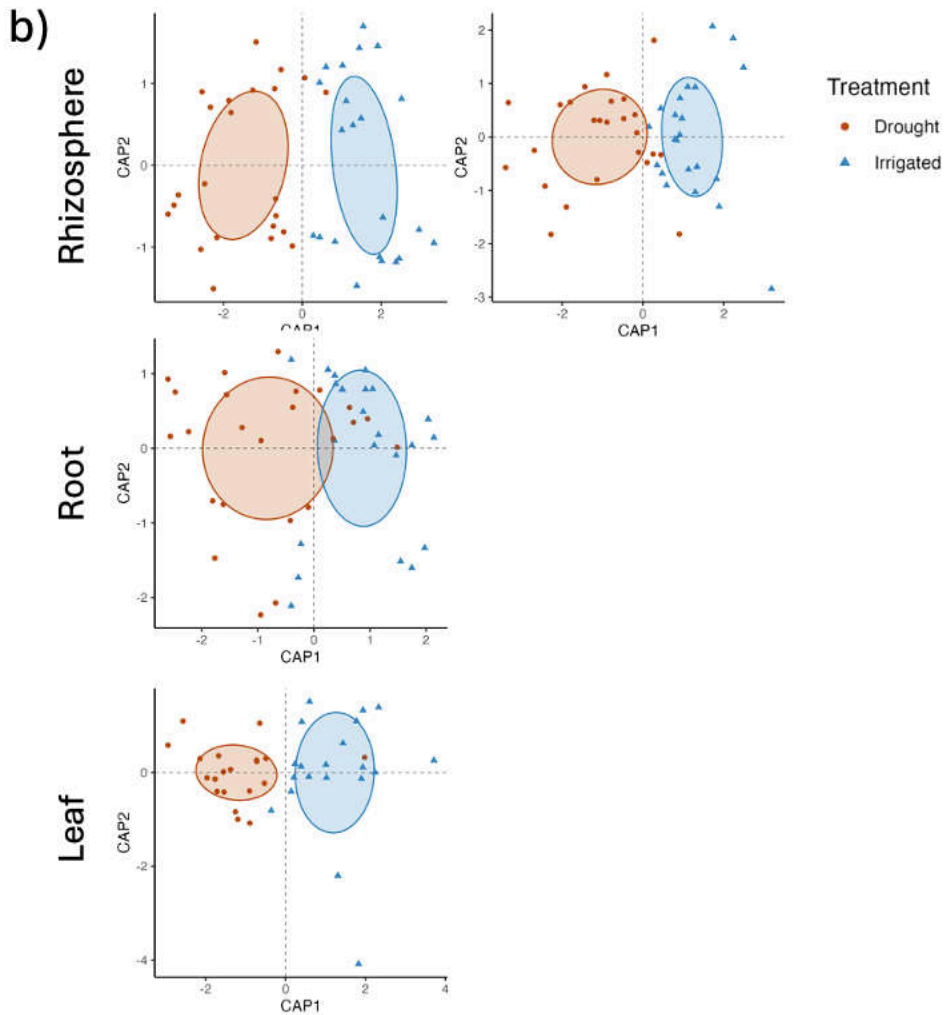 b)
Rhizosphere
CAP2
1
0
-1
-2
0
2
CAP1
CAP2
2
1
0
-1
-2
-3
-2
0
2
CAP1
Treatment
Drought
Irrigated
Root
CAP2
1
0
-1
-2
-2
-1
0
1
2
CAP1
Leaf
CAP2
0
-2
-4
-2
0
2
4
CAP1